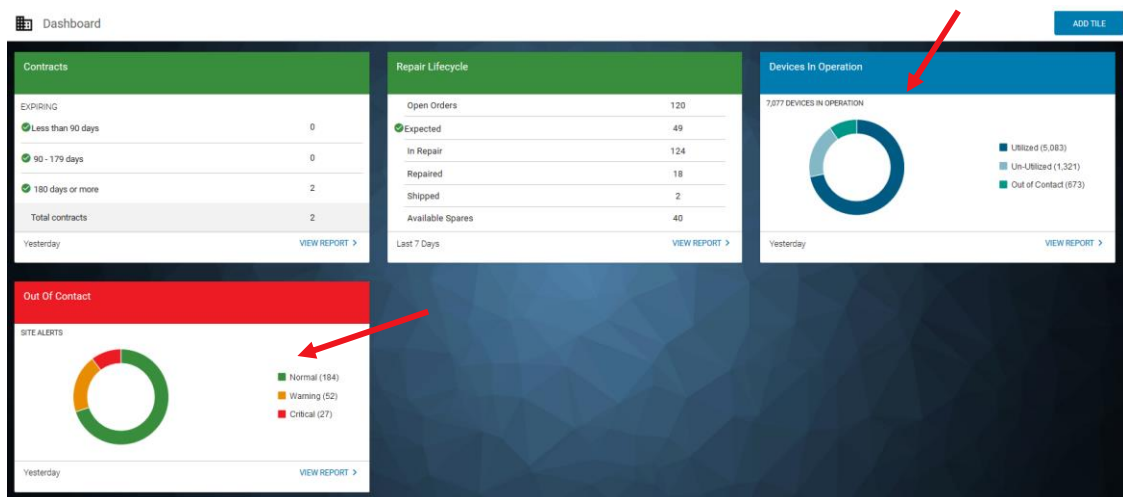 Dashboard
ADD TILE
Contracts
EXPIRING
Less than 90 days 0
90 - 179 days 0
180 days or more 2
Total contracts 2
Yesterday VIEW REPORT >
Repair Lifecycle
Open Orders 120
Expected 49
In Repair 124
Repaired 18
Shipped 2
Available Spares 40
Last 7 Days VIEW REPORT >
Devices In Operation
7,077 DEVICES IN OPERATION
Utilized (5,083)
Un-Utilized (1,321)
Out of Contact (673)
Yesterday VIEW REPORT >
Out Of Contact
SITE ALERTS
Normal (184)
Warning (52)
Critical (27)
Yesterday VIEW REPORT >